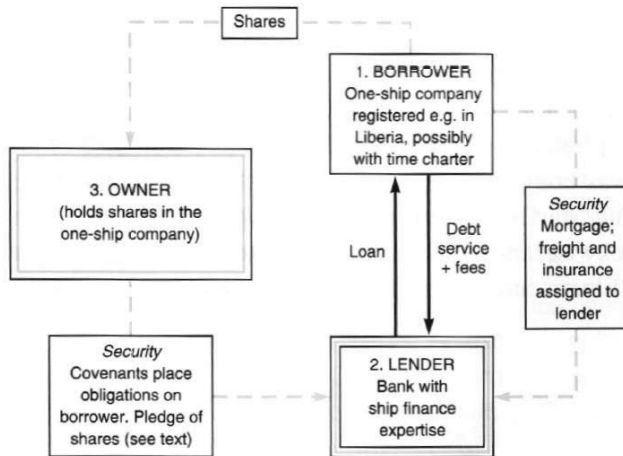 Shares
1. BORROWER
One-ship company
registered e.g. in
Liberia, possibly
with time charter
3. OWNER
(holds shares in the
one-ship company)
Loan
Debt
service
+ fees
Security
Mortgage;
freight and
insurance
assigned to
lender
Security
Covenants place
obligations on
borrower. Pledge of
shares (see text)
2. LENDER
Bank with
ship finance
expertise